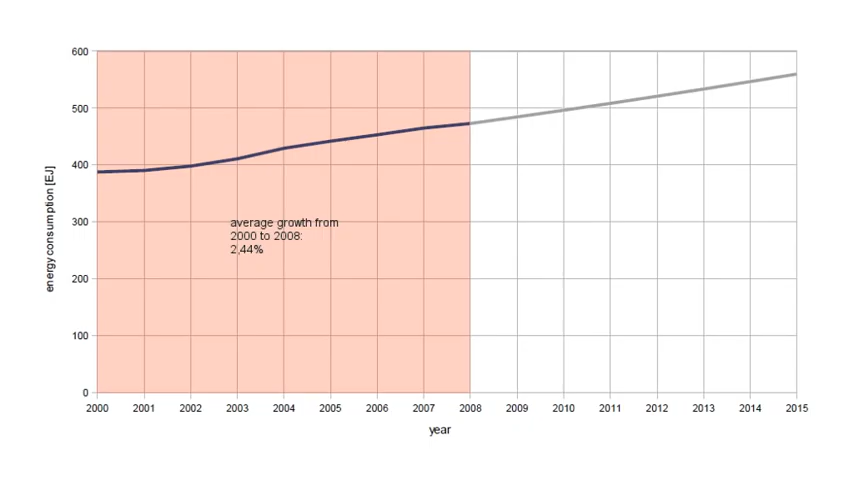 600
500
400
300
200
100
0
energy consumption [EJ]
average growth from
2000 to 2008:
2,44%
2000 2001 2002 2003 2004 2005 2006 2007 2008 2009 2010 2011 2012 2013 2014 2015
year